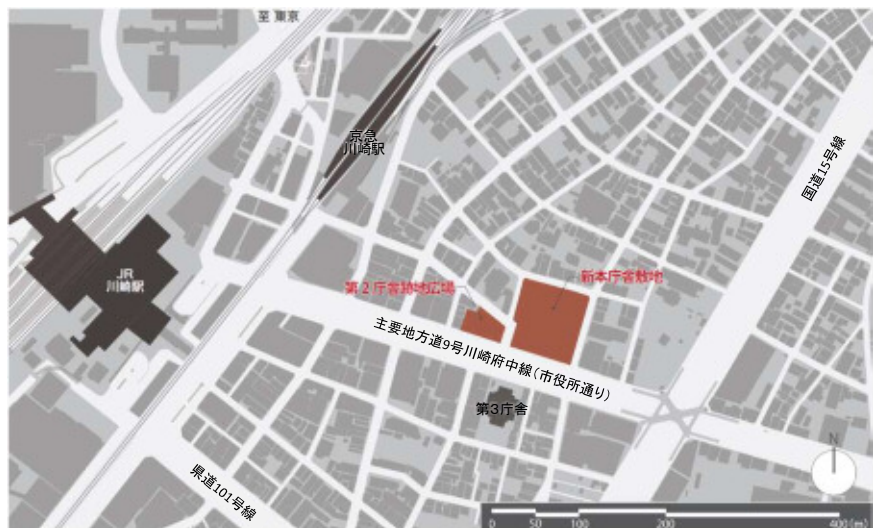 至 東京
京急
川崎駅
国道15号線
JR
川崎駅
新本庁舎敷地
第2庁舎跡地広場
主要地方道9号川崎府中線(市役所通り)
第3庁舎
県道101号線
N
0 50 100 200 400(m)